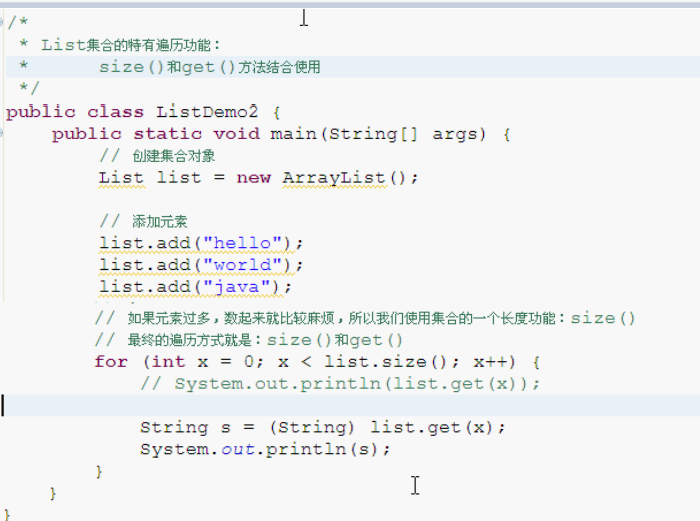 /*
 * List集合的特有遍历功能：
 *      size()和get()方法结合使用
 */
public class ListDemo2 {
    public static void main(String[] args) {
        // 创建集合对象
        List list = new ArrayList();
        // 添加元素
        list.add("hello");
        list.add("world");
        list.add("java");
        // 如果元素过多，数起来就比较麻烦，所以我们使用集合的一个长度功能：size()
        // 最终的遍历方式就是：size()和get()
        for (int x = 0; x < list.size(); x++) {
            // System.out.println(list.get(x));
            String s = (String) list.get(x);
            System.out.println(s);
        }
    }
}